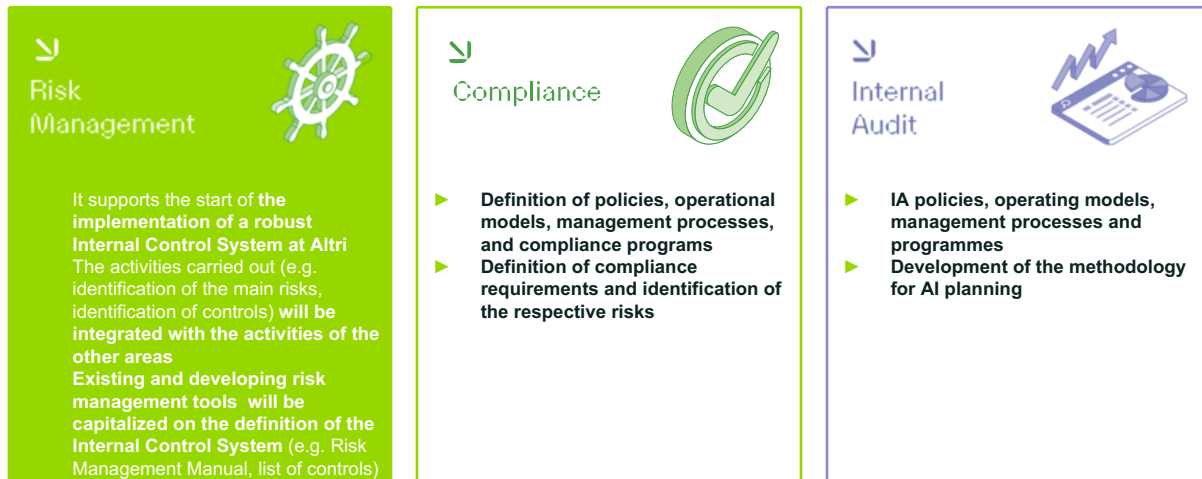 Risk
Management
It supports the start of the
implementation of a robust
Internal Control System at Altri
The activities carried out (e.g.
identification of the main risks,
identification of controls) will be
integrated with the activities of the
other areas
Existing and developing risk
management tools will be
capitalized on the definition of the
Internal Control System (e.g. Risk
Management Manual, list of controls)
Compliance
► Definition of policies, operational
models, management processes,
and compliance programs
► Definition of compliance
requirements and identification of
the respective risks
Internal
Audit
► IA policies, operating models,
management processes and
programmes
► Development of the methodology
for AI planning